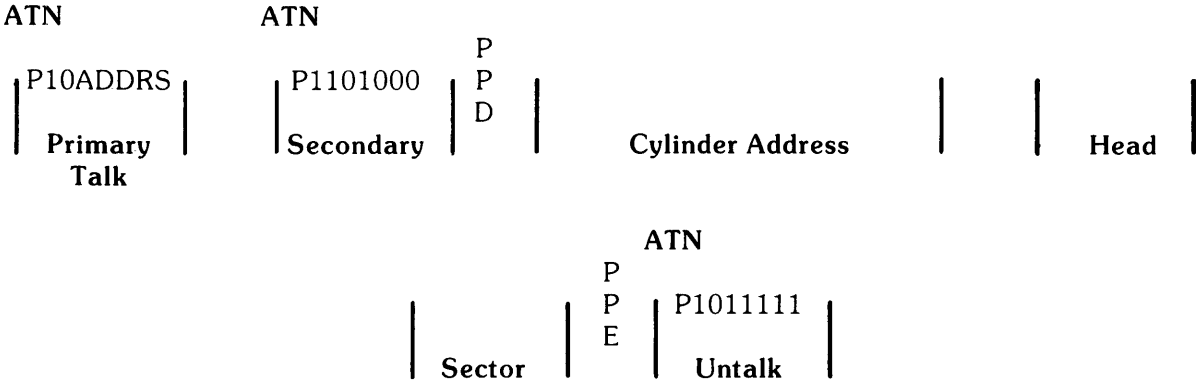 ATN ATN
P10ADDRS P1101000 P P D
Primary Talk Secondary Cylinder Address Head
ATN
P P E P1011111
Sector Untalk